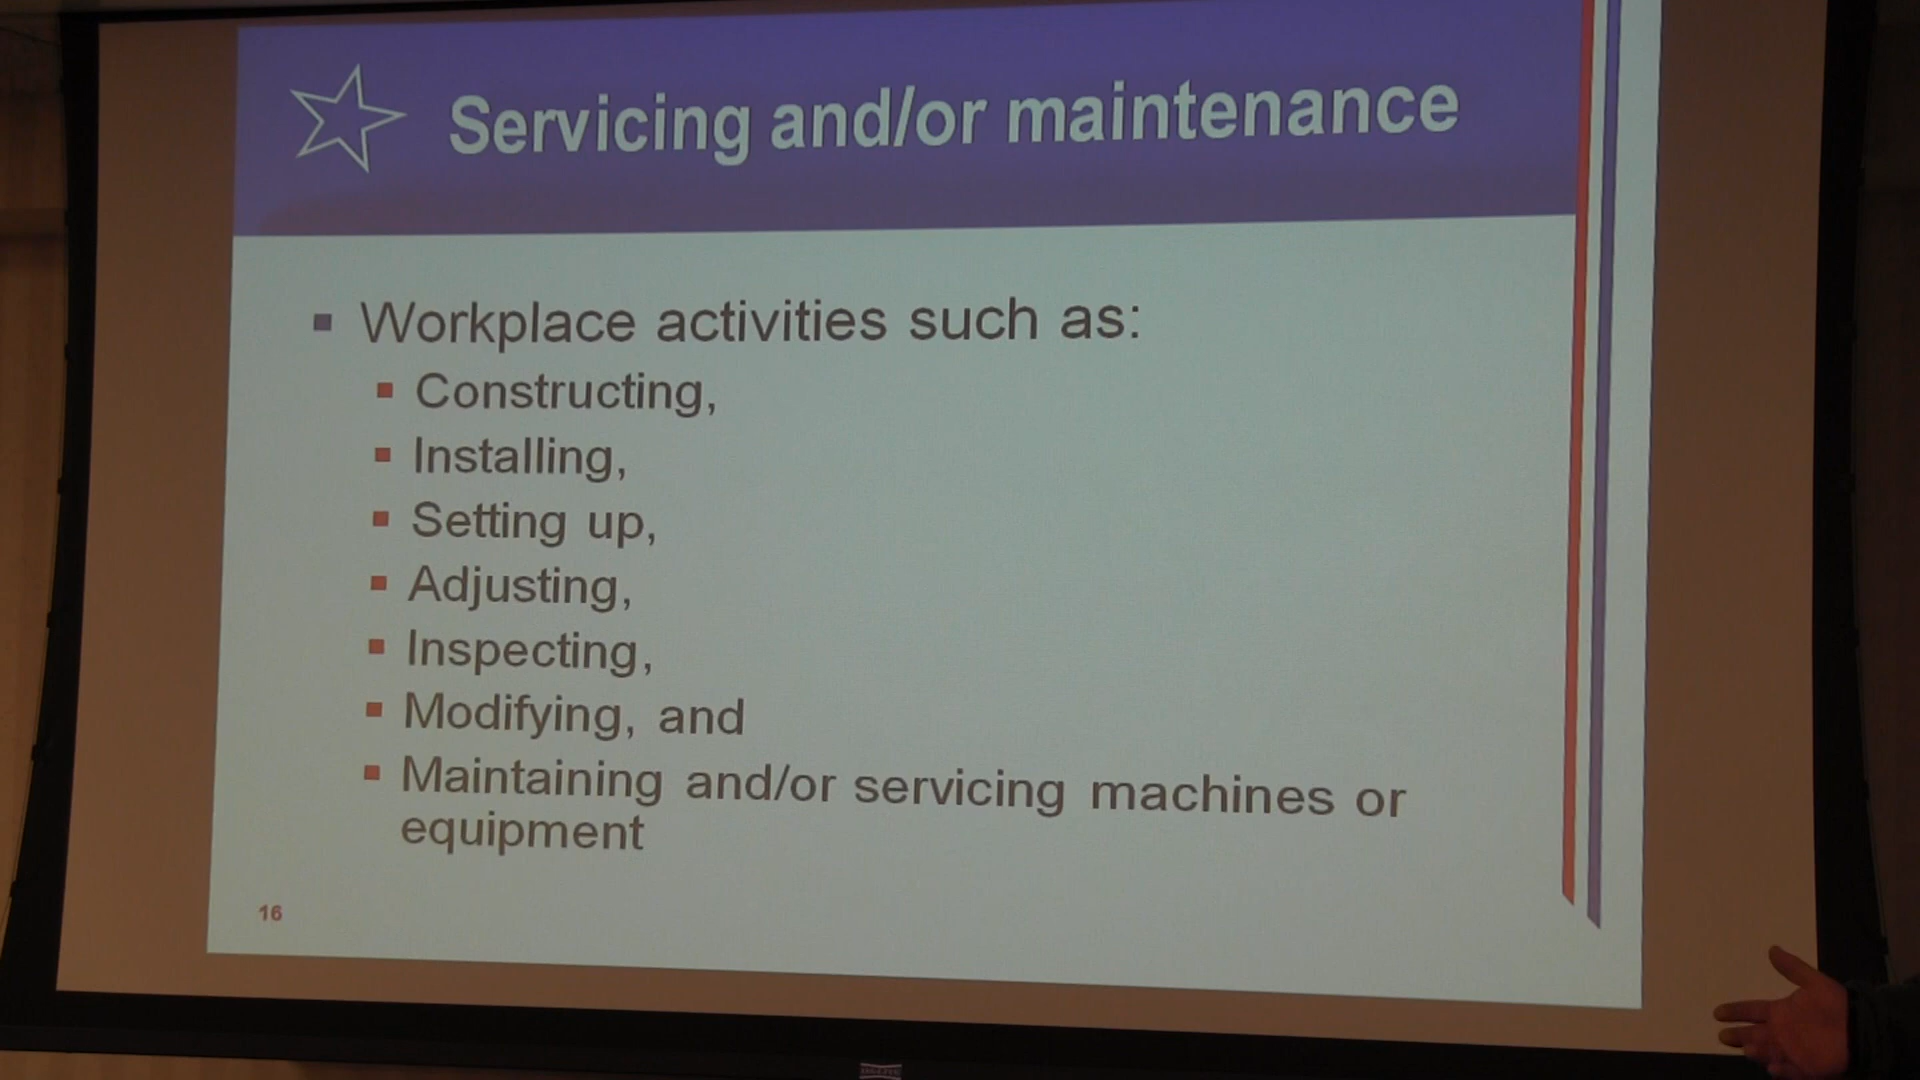 Servicing and/or maintenance
Workplace activities such as:
Constructing,
Installing,
Setting up,
Adjusting,
Inspecting,
Modifying, and
Maintaining and/or servicing machines or
equipment
16